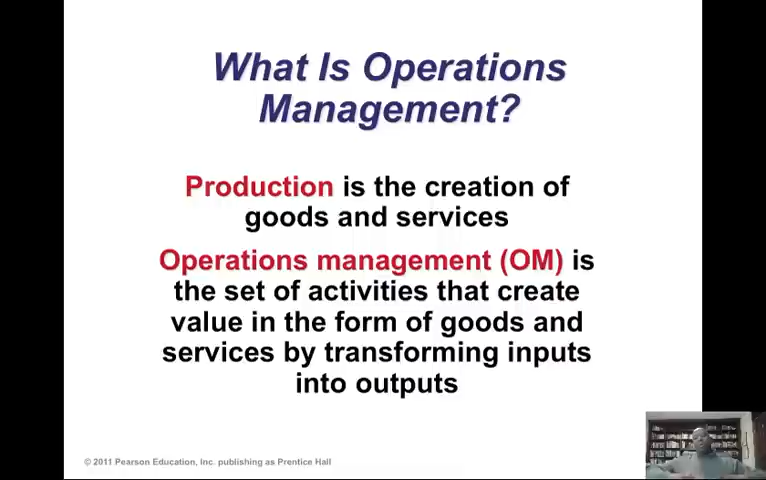 What Is Operations
Management?
Production is the creation of
goods and services
Operations management (OM) is
the set of activities that create
value in the form of goods and
services by transforming inputs
into outputs
© 2011 Pearson Education, Inc. publishing as Prentice Hall